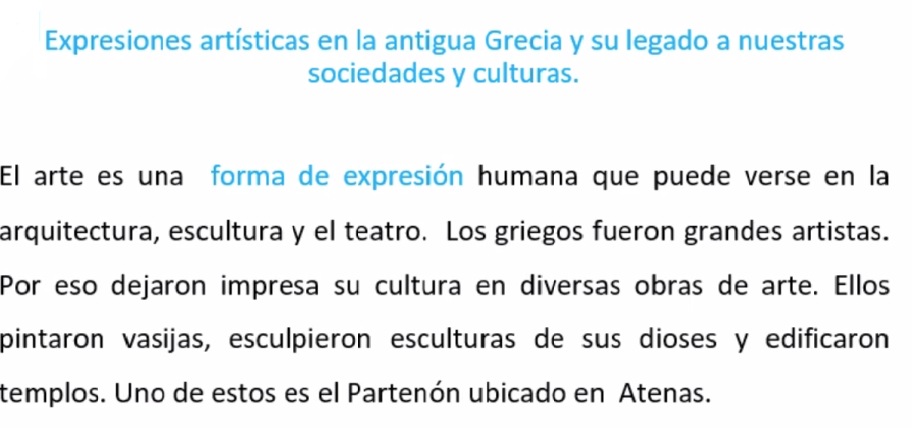 Expresiones artísticas en la antigua Grecia y su legado a nuestras
sociedades y culturas.
El arte es una forma de expresión humana que puede verse en la
arquitectura, escultura y el teatro. Los griegos fueron grandes artistas.
Por eso dejaron impresa su cultura en diversas obras de arte. Ellos
pintaron vasijas, esculpieron esculturas de sus dioses y edificaron
templos. Uno de estos es el Partenón ubicado en Atenas.